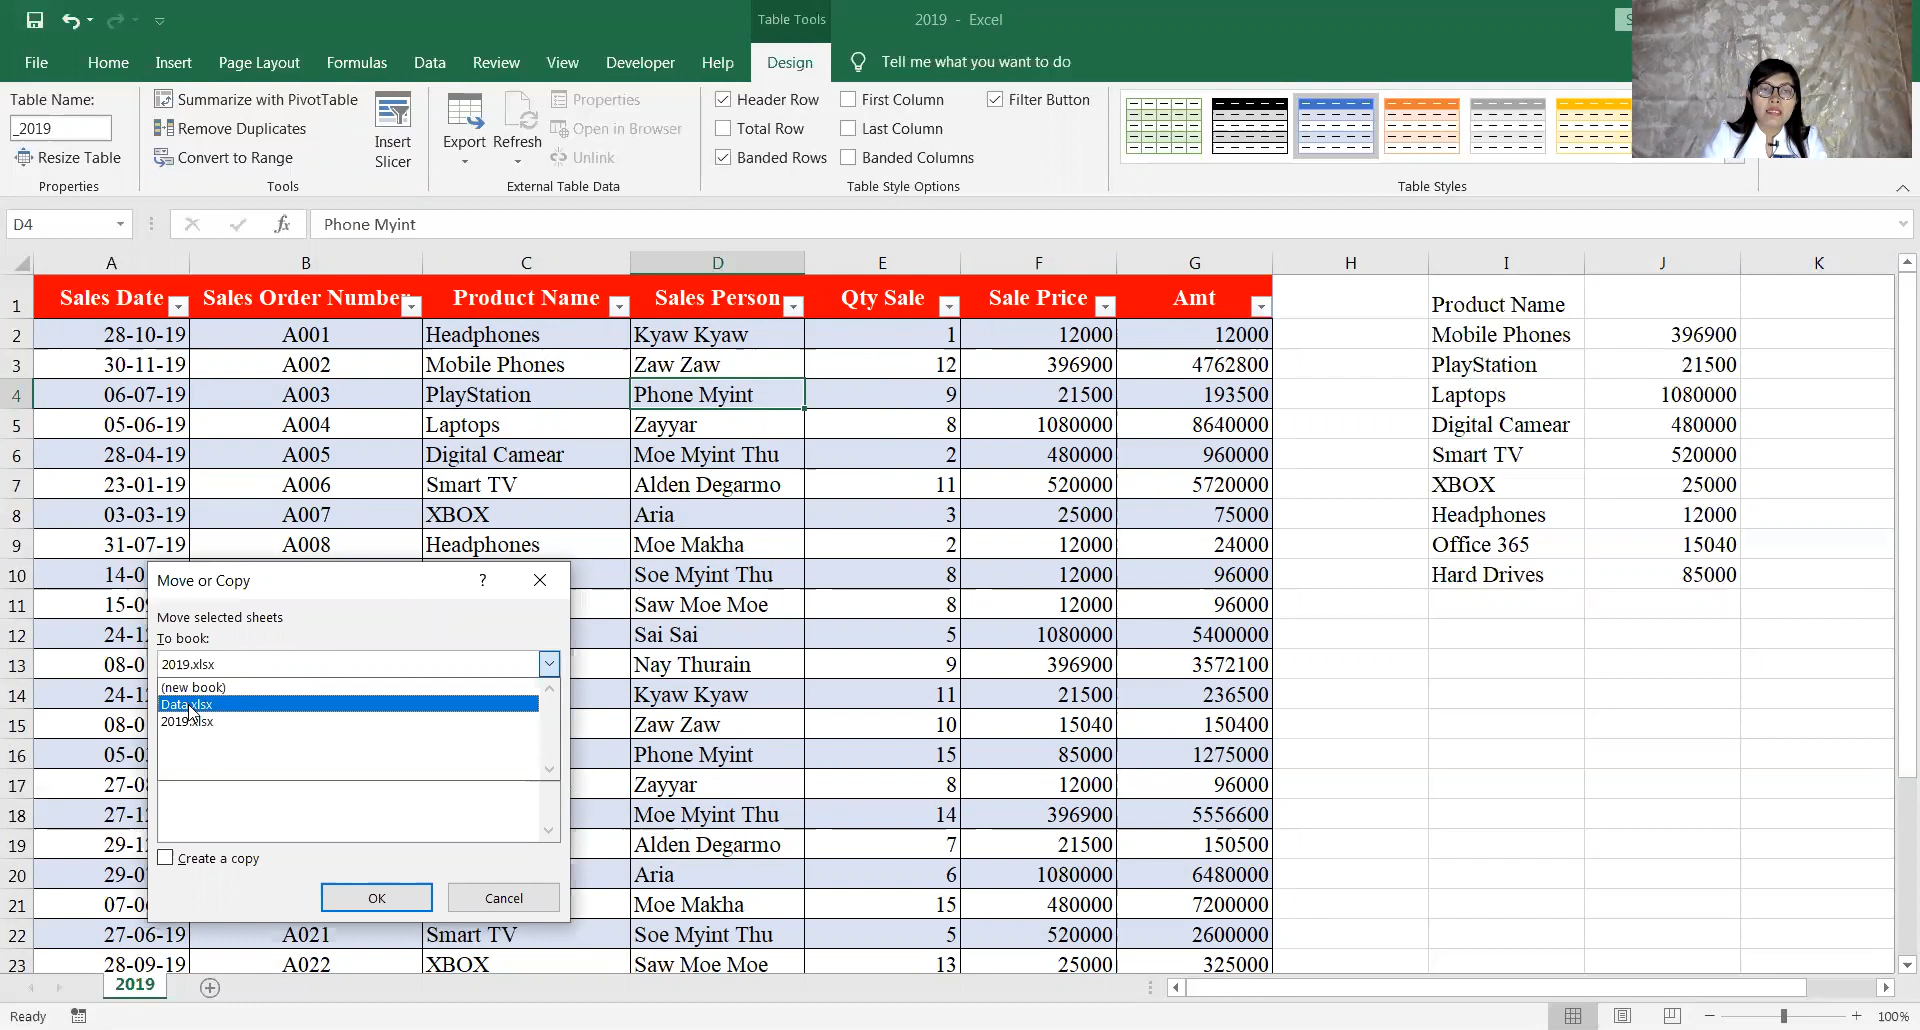 Table Tools
2019 - Excel
File Home Insert Page Layout Formulas Data Review View Developer Help Design Tell me what you want to do
Table Name:
_2019
Resize Table
Properties
Summarize with PivotTable
Remove Duplicates
Convert to Range
Tools
Insert
Slicer
Export
Refresh
Properties
Open in Browser
Unlink
External Table Data
Header Row
Total Row
Banded Rows
First Column
Last Column
Banded Columns
Filter Button
Table Style Options
Table Styles
D4 fx Phone Myint
A B C D E F G H I J K
1 Sales Date Sales Order Number Product Name Sales Person Qty Sale Sale Price Amt Product Name
2 28-10-19 A001 Headphones Kyaw Kyaw 1 12000 12000 Mobile Phones 396900
3 30-11-19 A002 Mobile Phones Zaw Zaw 12 396900 4762800 PlayStation 21500
4 06-07-19 A003 PlayStation Phone Myint 9 21500 193500 Laptops 1080000
5 05-06-19 A004 Laptops Zayyar 8 1080000 8640000 Digital Camear 480000
6 28-04-19 A005 Digital Camear Moe Myint Thu 2 480000 960000 Smart TV 520000
7 23-01-19 A006 Smart TV Alden Degarmo 11 520000 5720000 XBOX 25000
8 03-03-19 A007 XBOX Aria 3 25000 75000 Headphones 12000
9 31-07-19 A008 Headphones Moe Makha 2 12000 24000 Office 365 15040
10 14-0 Soe Myint Thu 8 12000 96000 Hard Drives 85000
11 15-0 Saw Moe Moe 8 12000 96000
12 24-1 Sai Sai 5 1080000 5400000
13 08-0 Nay Thurain 9 396900 3572100
14 24-1 Kyaw Kyaw 11 21500 236500
15 08-0 Zaw Zaw 10 15040 150400
16 05-0 Phone Myint 15 85000 1275000
17 27-0 Zayyar 8 12000 96000
18 27-1 Moe Myint Thu 14 396900 5556600
19 29-1 Alden Degarmo 7 21500 150500
20 29-0 Aria 6 1080000 6480000
21 07-0 Moe Makha 15 480000 7200000
22 27-06-19 A021 Smart TV Soe Myint Thu 5 520000 2600000
23 28-09-19 A022 XBOX Saw Moe Moe 13 25000 325000
Move or Copy ?
Move selected sheets
To book:
2019.xlsx
(new book)
Data.xlsx
2019.xlsx
Create a copy
OK Cancel
2019
Ready
100%